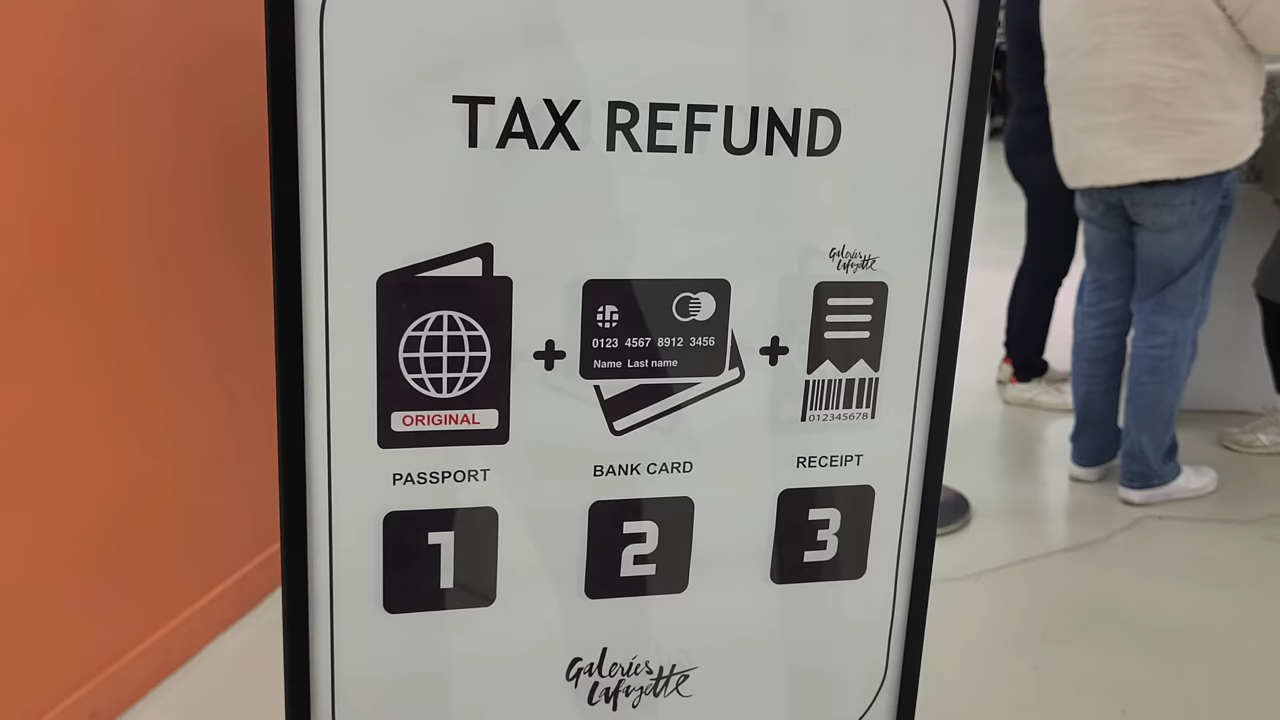 TAX REFUND
Galeries
Lafayette
0123 4567 8912 3456
Name Last name
ORIGINAL
012345678
PASSPORT
BANK CARD
RECEIPT
1
2
3
Galeries
Lafayette